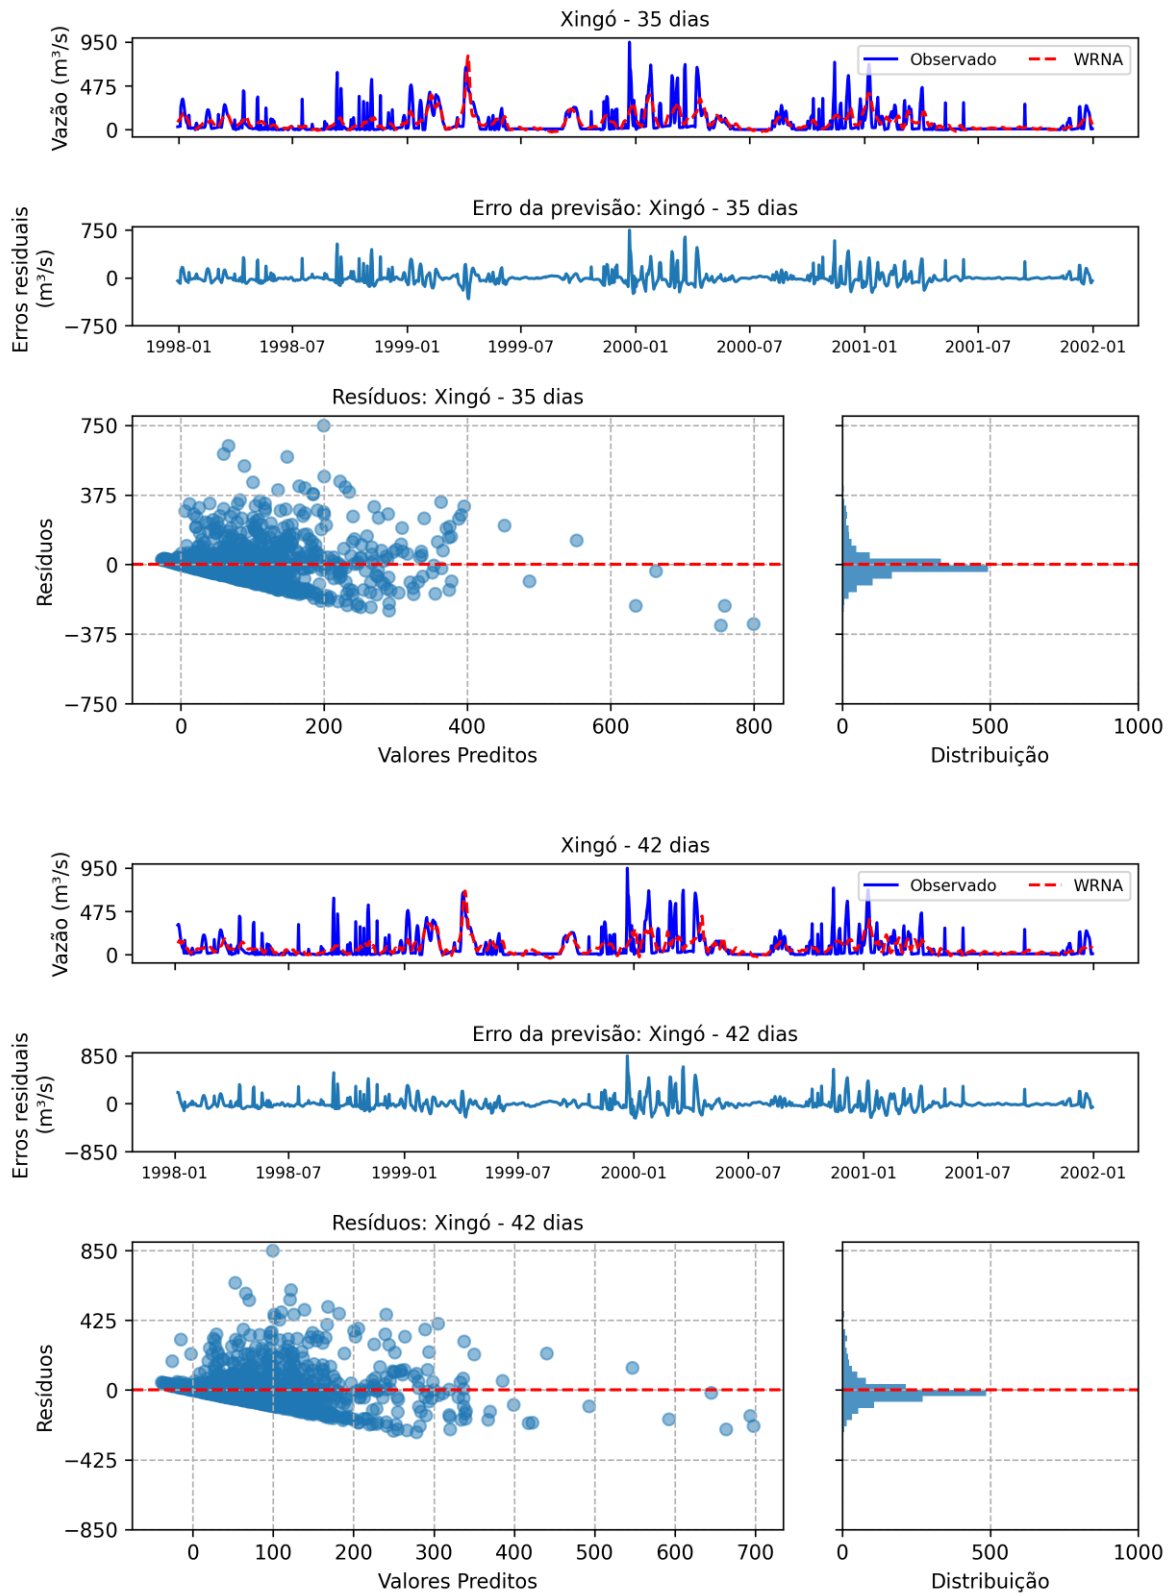 Xingó - 35 dias
Vazão (m³/s)
950
475
0
Observado
WRNA
Erro da previsão: Xingó - 35 dias
Erros residuais
(m³/s)
750
0
−750
1998-01 1998-07 1999-01 1999-07 2000-01 2000-07 2001-01 2001-07 2002-01
Resíduos: Xingó - 35 dias
Resíduos
750
375
0
−375
−750
0 200 400 600 800
Valores Preditos
0 500 1000
Distribuição
Xingó - 42 dias
Vazão (m³/s)
950
475
0
Observado
WRNA
Erro da previsão: Xingó - 42 dias
Erros residuais
(m³/s)
850
0
−850
1998-01 1998-07 1999-01 1999-07 2000-01 2000-07 2001-01 2001-07 2002-01
Resíduos: Xingó - 42 dias
Resíduos
850
425
0
−425
−850
0 100 200 300 400 500 600 700
Valores Preditos
0 500 1000
Distribuição